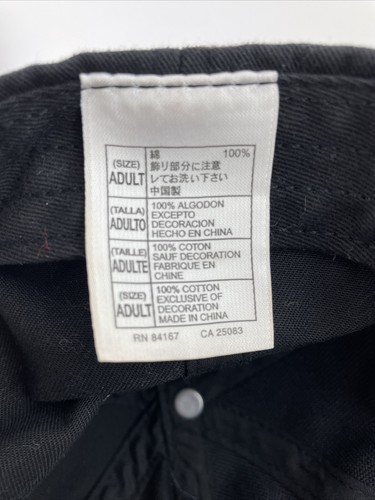 (SIZE)
ADULT
綿 100%
飾り部分に注意
レてお洗い下さい
中国製
(TALLA)
ADULTO
100% ALGODON
EXCEPTO
DECORACION
HECHO EN CHINA
(TAILLE)
ADULTE
100% COTON
SAUF DECORATION
FABRIQUE EN
CHINE
(SIZE)
ADULT
100% COTTON
EXCLUSIVE OF
DECORATION
MADE IN CHINA
RN 84167 CA 25083